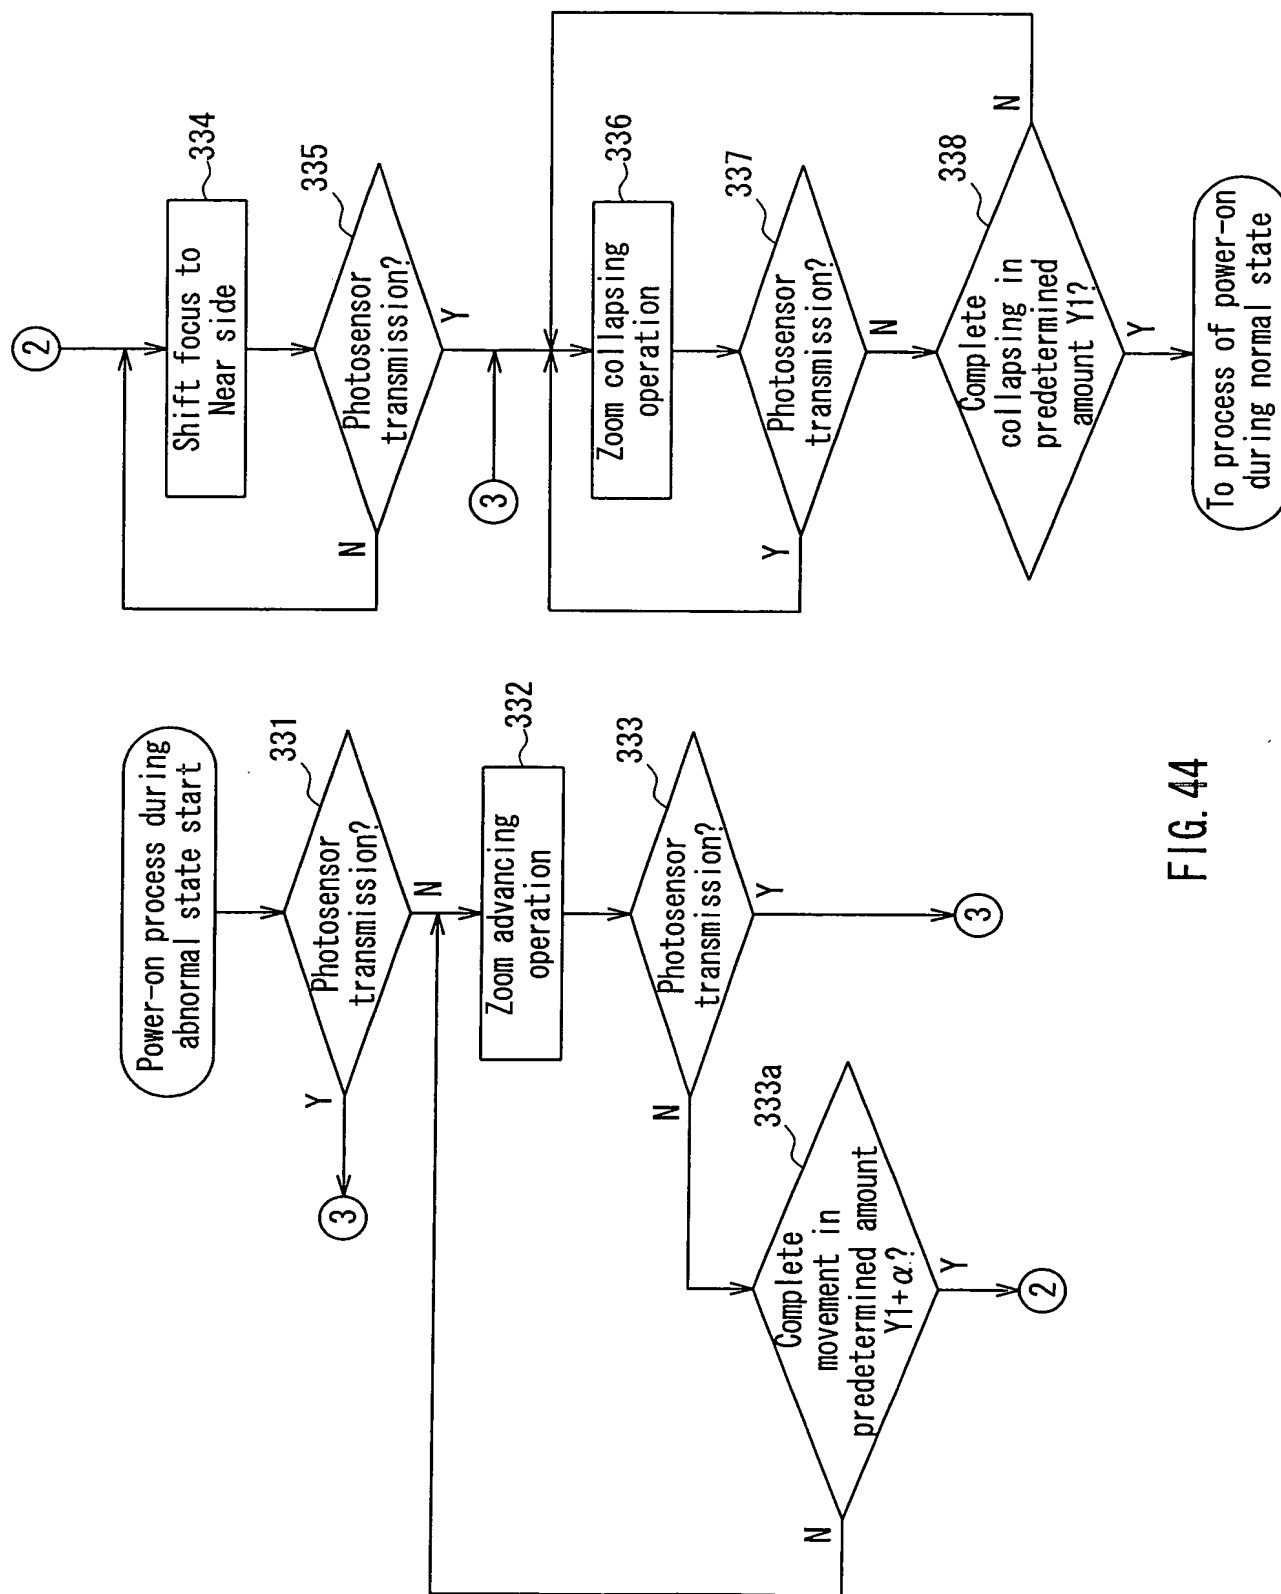 Power-on process during
abnormal state start
331
Photosensor
transmission?
Y
N
3
332
Zoom advancing
operation
333
Photosensor
transmission?
N
Y
3
333a
Complete
movement in
predetermined amount
Y1+α?
N
Y
2
2
334
Shift focus to
Near side
335
Photosensor
transmission?
N
Y
3
336
Zoom collapsing
operation
337
Photosensor
transmission?
Y
N
338
Complete
collapsing in
predetermined
amount Y1?
N
Y
To process of power-on
during normal state
FIG. 44